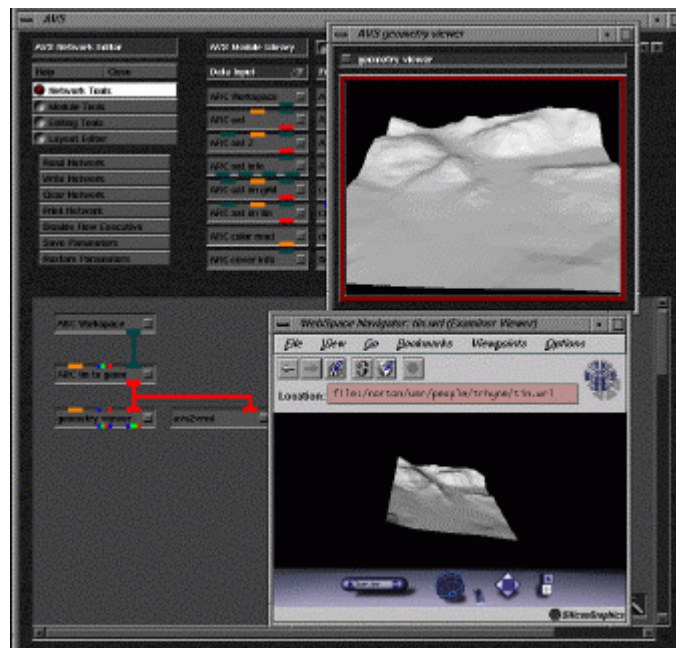 AVS
AVS geometry viewer
geometry viewer
AVS Network Editor
AVS Module Library
Help Close
Data Input
Network Tools
Module Tools
Editing Tools
Layout Editor
Read Network
Write Network
Clear Network
Print Network
Disable Flow Executive
Save Parameters
Restore Parameters
ARC Workspace
ARC aat
ARC aat 2
ARC aat info
ARC color read
ARC cover info
ARC Workspace
ARC tin to geom
geometry viewer
avs2vrml
WebSpace Navigator: tin.wrl (Examiner Viewer)
File View Go Bookmarks Viewpoints Options
Location: file:/norton/usr/people/trhyne/tin.wrl
SiliconGraphics